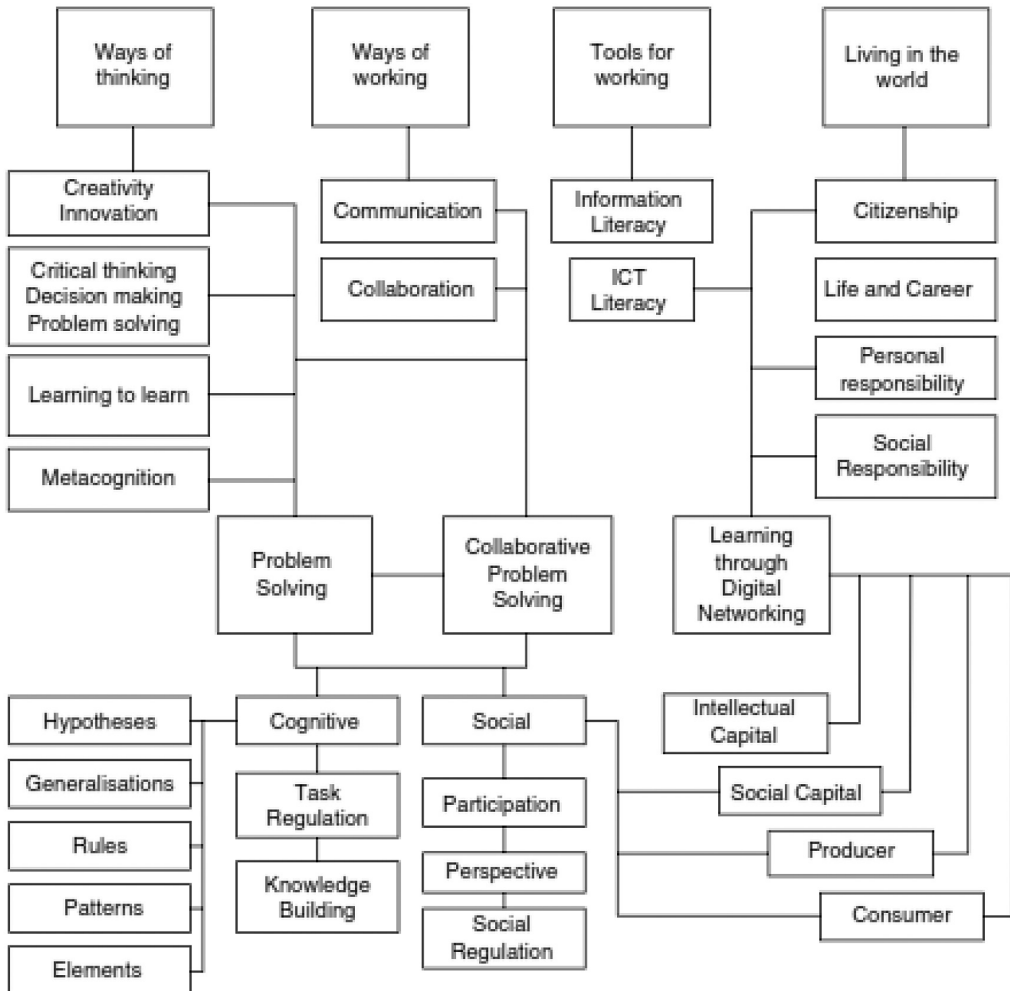 Ways of
thinking
Ways of
working
Tools for
working
Living in the
world
Creativity
Innovation
Communication
Information
Literacy
Citizenship
Critical thinking
Decision making
Problem solving
Collaboration
ICT
Literacy
Life and Career
Learning to learn
Personal
responsibility
Metacognition
Social
Responsibility
Problem
Solving
Collaborative
Problem
Solving
Learning
through
Digital
Networking
Hypotheses
Cognitive
Social
Intellectual
Capital
Generalisations
Task
Regulation
Participation
Social Capital
Rules
Producer
Knowledge
Building
Perspective
Patterns
Consumer
Social
Regulation
Elements